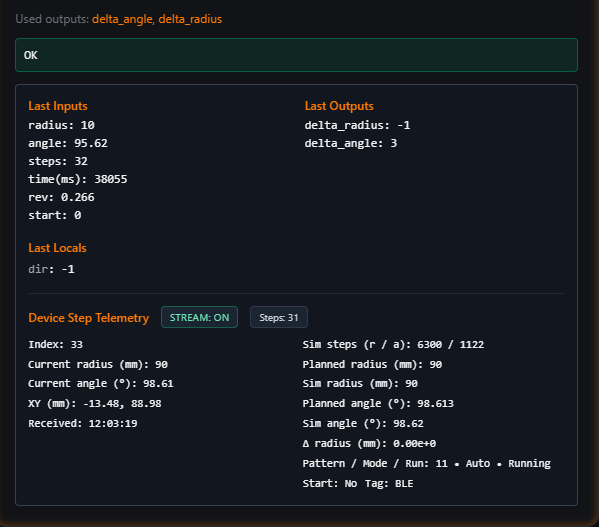 Used outputs: delta_angle, delta_radius
OK
Last Inputs
radius: 10
angle: 95.62
steps: 32
time(ms): 38055
rev: 0.266
start: 0
Last Outputs
delta_radius: -1
delta_angle: 3
Last Locals
dir: -1
Device Step Telemetry
STREAM: ON
Steps: 31
Index: 33
Current radius (mm): 90
Current angle (°): 98.61
XY (mm): -13.48, 88.98
Received: 12:03:19
Sim steps (r / a): 6300 / 1122
Planned radius (mm): 90
Sim radius (mm): 90
Planned angle (°): 98.613
Sim angle (°): 98.62
Δ radius (mm): 0.00e+0
Pattern / Mode / Run: 11 • Auto • Running
Start: No Tag: BLE